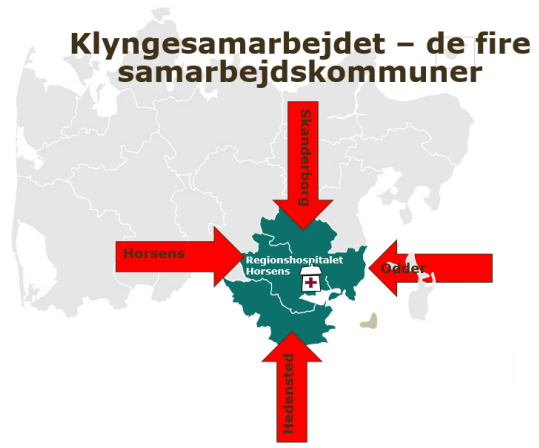 Klyngesamarbejdet – de fire
samarbejdskommuner
Skanderborg
Horsens
Regionshospitalet
Horsens
Odder
Hedensted